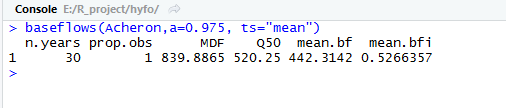 Console E:/R_project/hyfo/
> baseflows(Acheron,a=0.975, ts="mean")
n.years prop.obs MDF Q50 mean.bf mean.bfi
1 30 1 839.8865 520.25 442.3142 0.5266357
>